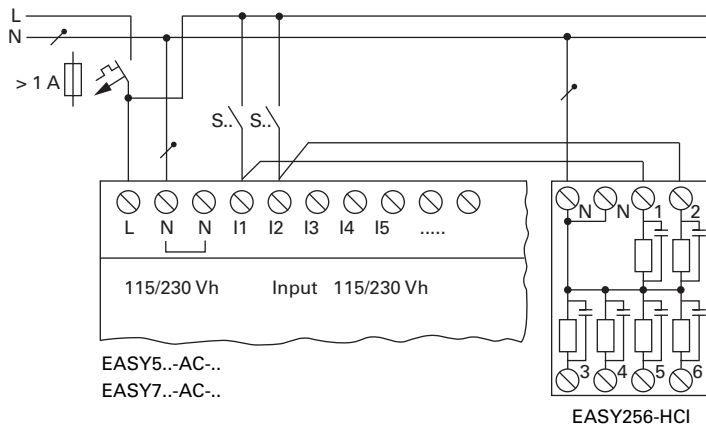 L
N
> 1 A
S.. S..
L N N I1 I2 I3 I4 I5 .....
N N 1 2
115/230 Vh Input 115/230 Vh
3 4 5 6
EASY5..-AC-..
EASY7..-AC-..
EASY256-HCI